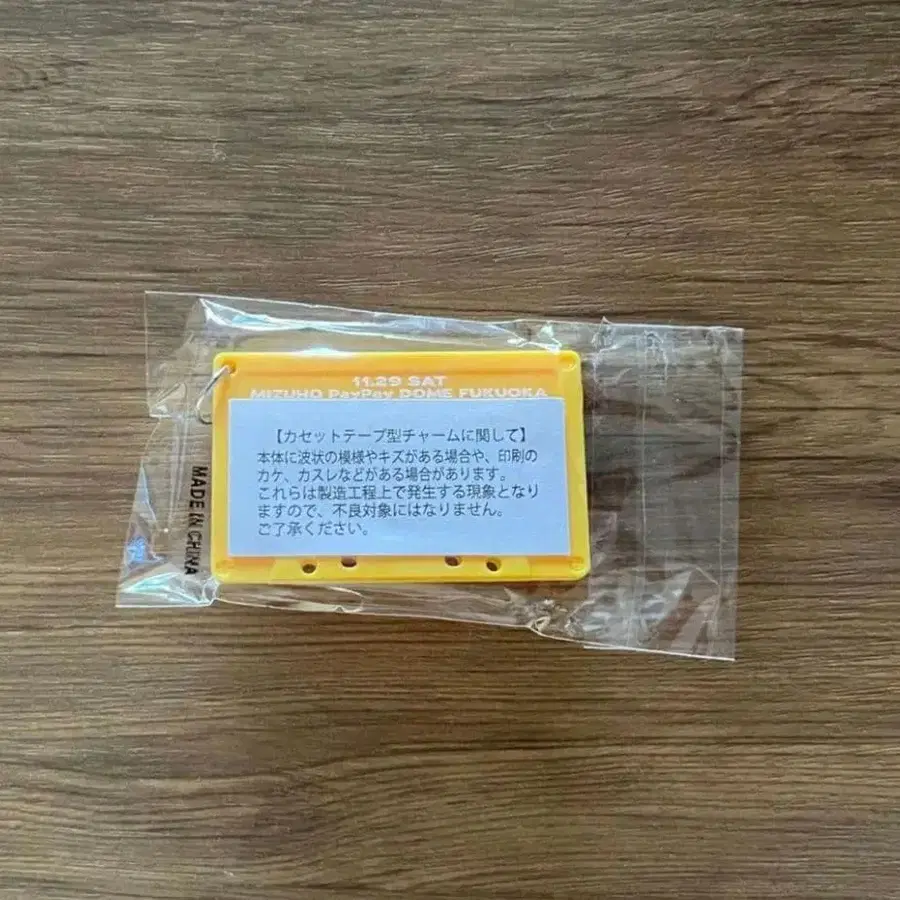 11.29 SAT
MIZUHO PayPay DOME FUKUOKA
【カセットテープ型チャームに関して】
本体に波状の模様やキズがある場合や、印刷の
カケ、カスレなどがある場合があります。
これらは製造工程上で発生する現象となり
ますので、不良対象にはなりません。
ご了承ください。
MADE IN CHINA